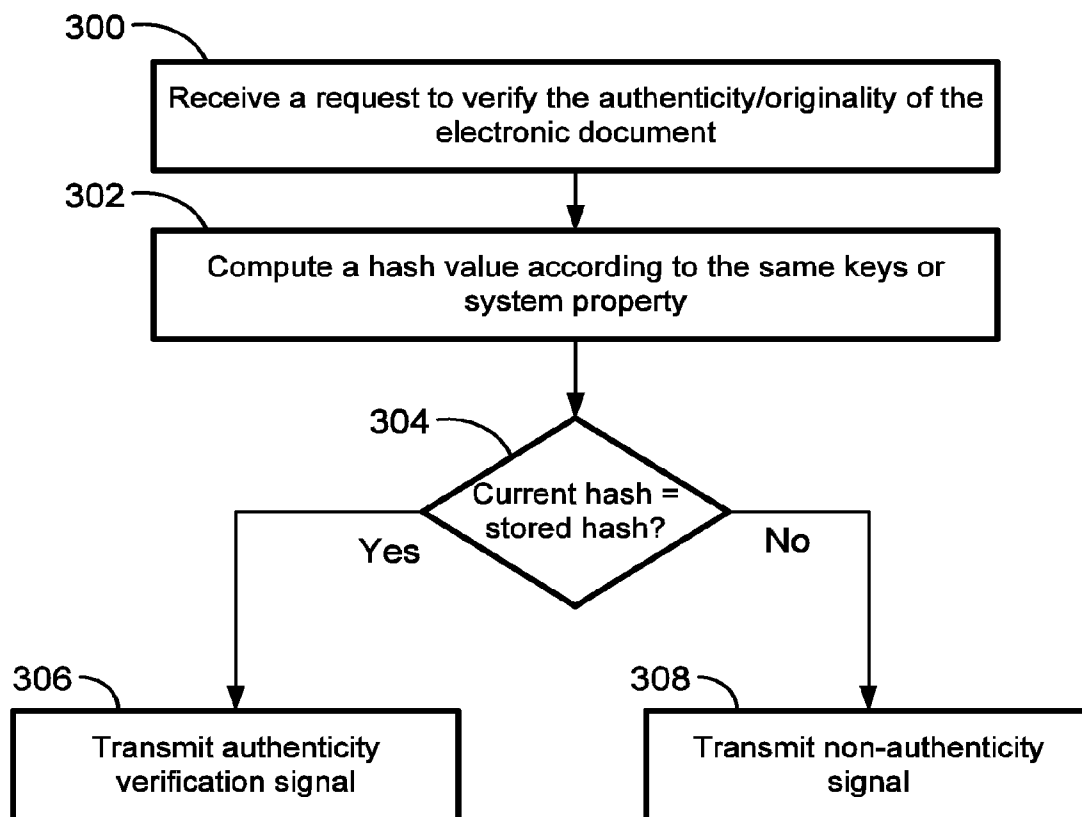 300
Receive a request to verify the authenticity/originality of the
electronic document
302
Compute a hash value according to the same keys or
system property
304
Current hash =
stored hash?
Yes
No
306
Transmit authenticity
verification signal
308
Transmit non-authenticity
signal